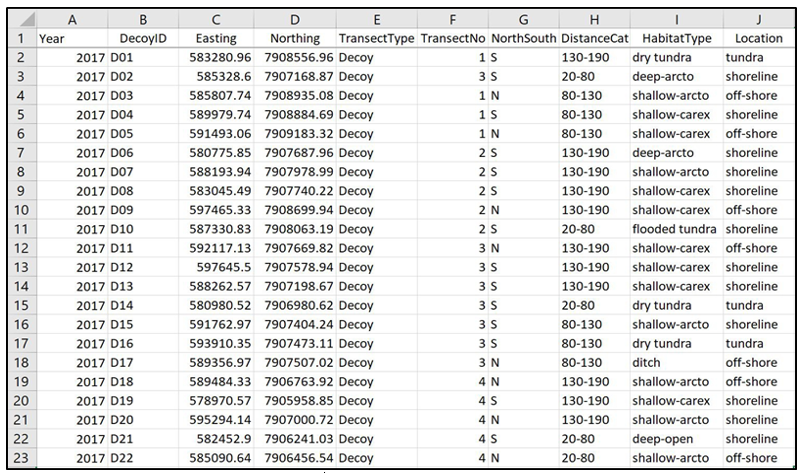 A B C D E F G H I J
1 Year DecoyID Easting Northing TransectType TransectNo NorthSouth DistanceCat HabitatType Location
2 2017 D01 583280.96 7908556.96 Decoy 1 S 130-190 dry tundra tundra
3 2017 D02 585328.6 7907168.87 Decoy 3 S 20-80 deep-arcto shoreline
4 2017 D03 585807.74 7908935.08 Decoy 1 N 80-130 shallow-arcto off-shore
5 2017 D04 589979.74 7908884.69 Decoy 1 S 80-130 shallow-carex shoreline
6 2017 D05 591493.06 7909183.32 Decoy 1 N 80-130 shallow-carex off-shore
7 2017 D06 580775.85 7907687.96 Decoy 2 S 130-190 deep-arcto shoreline
8 2017 D07 588193.94 7907978.99 Decoy 2 S 130-190 shallow-arcto shoreline
9 2017 D08 583045.49 7907740.22 Decoy 2 S 130-190 shallow-carex shoreline
10 2017 D09 597465.33 7908699.94 Decoy 2 N 130-190 shallow-carex off-shore
11 2017 D10 587330.83 7908063.19 Decoy 2 S 20-80 flooded tundra shoreline
12 2017 D11 592117.13 7907669.82 Decoy 3 N 130-190 shallow-carex off-shore
13 2017 D12 597645.5 7907578.94 Decoy 3 S 130-190 shallow-carex shoreline
14 2017 D13 588262.57 7907198.67 Decoy 3 S 130-190 shallow-carex shoreline
15 2017 D14 580980.52 7906980.62 Decoy 3 S 20-80 dry tundra tundra
16 2017 D15 591762.97 7907404.24 Decoy 3 S 80-130 shallow-arcto shoreline
17 2017 D16 593910.35 7907473.11 Decoy 3 S 80-130 dry tundra tundra
18 2017 D17 589356.97 7907507.02 Decoy 3 N 80-130 ditch off-shore
19 2017 D18 589484.33 7906763.92 Decoy 4 N 130-190 shallow-arcto off-shore
20 2017 D19 578970.57 7905958.85 Decoy 4 S 130-190 shallow-carex shoreline
21 2017 D20 595294.14 7907000.72 Decoy 4 N 130-190 shallow-arcto shoreline
22 2017 D21 582452.9 7906241.03 Decoy 4 S 20-80 deep-open shoreline
23 2017 D22 585090.64 7906456.54 Decoy 4 N 20-80 shallow-arcto off-shore